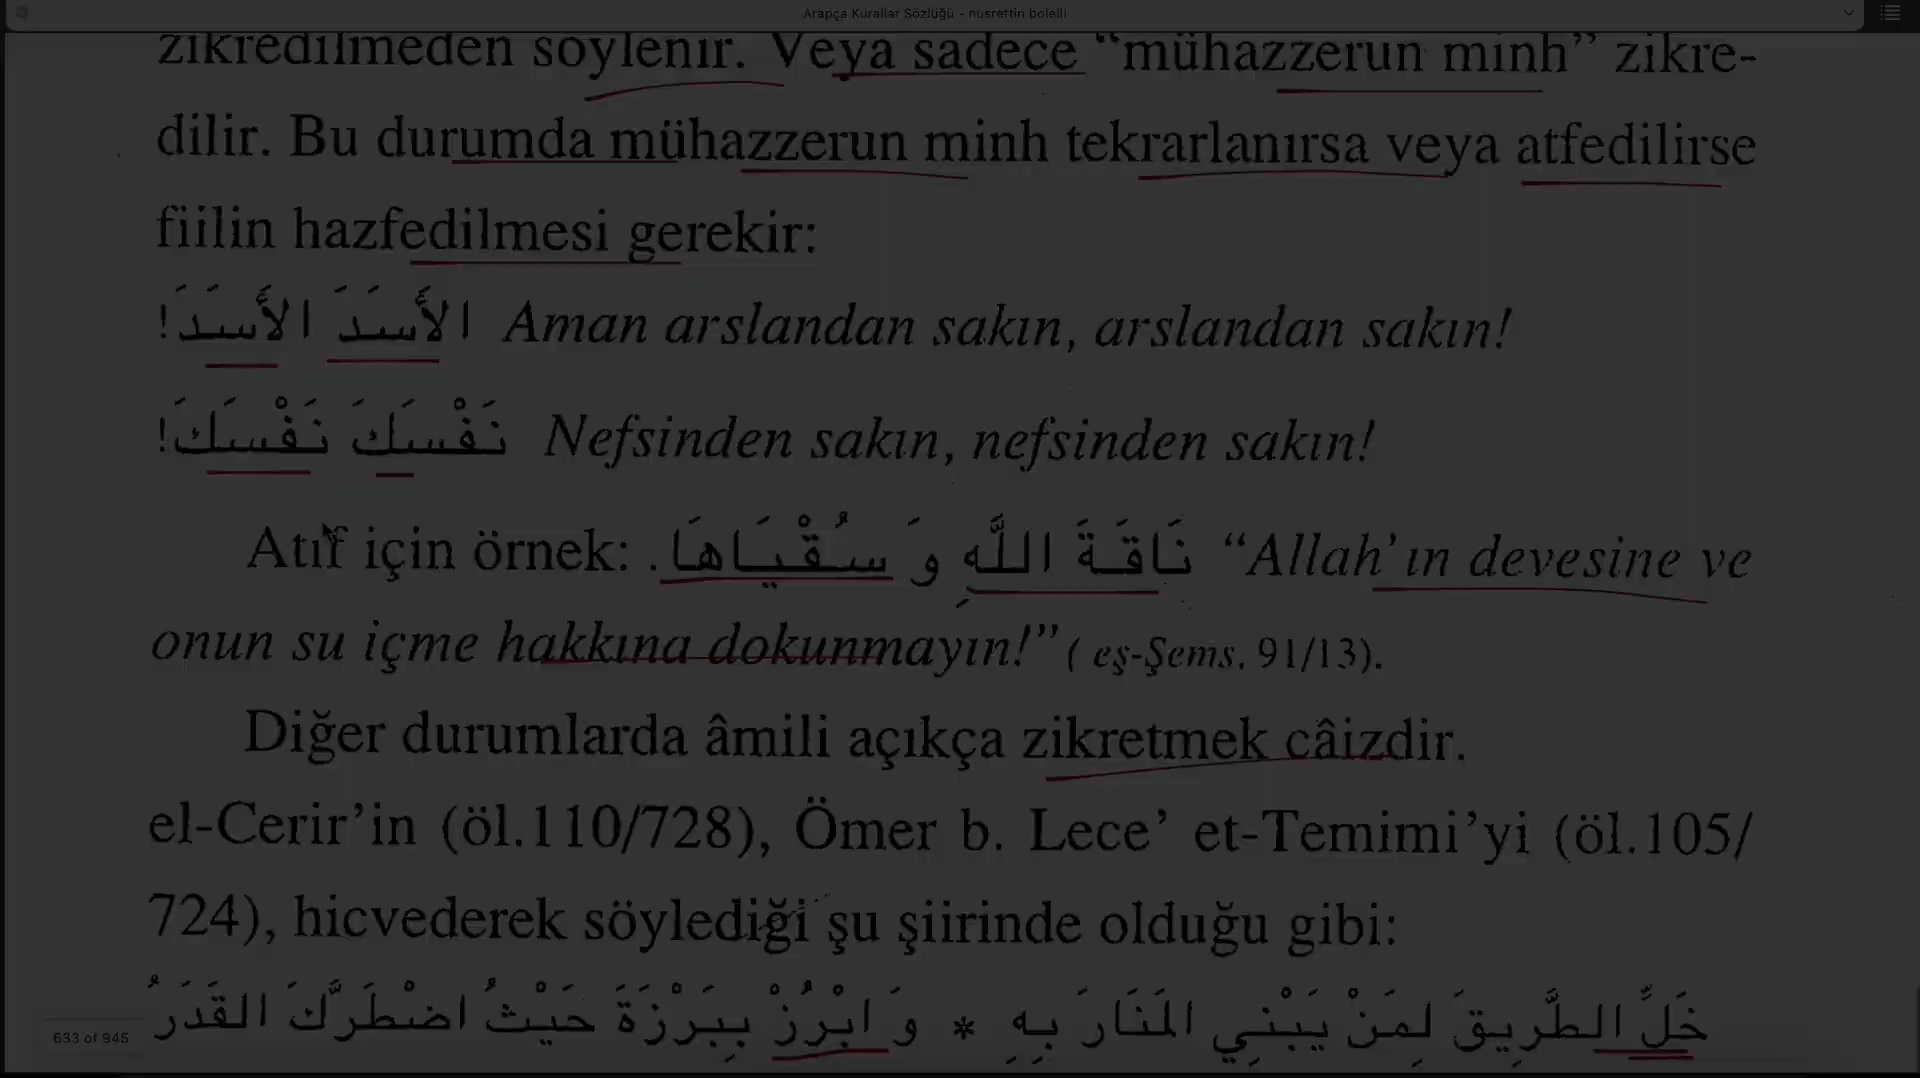 Arapça Kurallar Sözlüğü - nusrettin bolelli
zikredilmeden söylenir. Veya sadece “mühazzerun minh” zikre-
dilir. Bu durumda mühazzerun minh tekrarlanırsa veya atfedilirse
fiilin hazfedilmesi gerekir:
الأَسَدَ الأَسَدَ! Aman arslandan sakın, arslandan sakın!
نَفْسَكَ نَفْسَكَ! Nefsinden sakın, nefsinden sakın!
Atıf için örnek: نَاقَةَ اللَّهِ وَ سُقْيَاهَا. “Allah’ın devesine ve
onun su içme hakkına dokunmayın!” ( eş-Şems, 91/13).
Diğer durumlarda âmili açıkça zikretmek câizdir.
el-Cerir’in (öl.110/728), Ömer b. Lece’ et-Temimi’yi (öl.105/
724), hicvederek söylediği şu şiirinde olduğu gibi:
خَلِّ الطَّرِيقَ لِمَنْ يَبْنِي المَنَارَ بِهِ * وَ ابْرُزْ بِبَرْزَةَ حَيْثُ اضْطَرَّكَ القَدَرُ
633 of 945